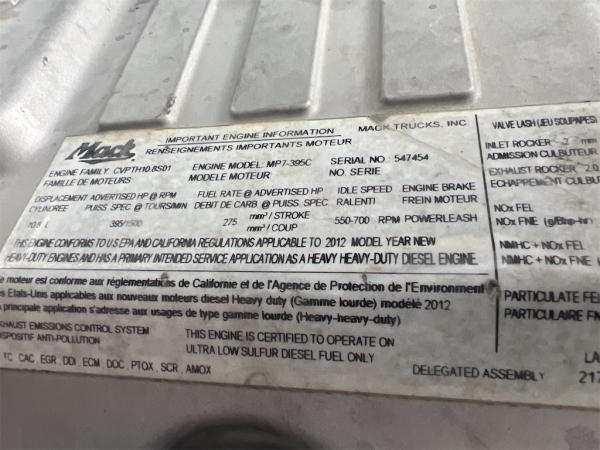 Mack
IMPORTANT ENGINE INFORMATION MACK TRUCKS, INC
RENSEIGNEMENTS IMPORTANTS MOTEUR
ENGINE FAMILY: CVPTH10.8S01 ENGINE MODEL: MP7-395C SERIAL NO: 547454
FAMILLE DE MOTEURS MODELE MOTEUR NO. SERIE
DISPLACEMENT ADVERTISED HP @ RPM FUEL RATE @ ADVERTISED HP IDLE SPEED ENGINE BRAKE
CYLINDREE PUISS. SPEC @ TOURS/MIN DEBIT DE CARB @ PUISS. SPEC RALENTI FREIN MOTEUR
10.8 L 395/1500 275 mm³ / STROKE 550-700 RPM POWERLEASH
mm³ / COUP
THIS ENGINE CONFORMS TO U S EPA AND CALIFORNIA REGULATIONS APPLICABLE TO 2012 MODEL YEAR NEW
HEAVY-DUTY ENGINES AND HAS A PRIMARY INTENDED SERVICE APPLICATION AS A HEAVY HEAVY-DUTY DIESEL ENGINE.
e moteur est conforme aux réglementations de Californie et de l'Agence de Protection de l'Environment
s Etats-Unis applicables aux nouveaux moteurs diesel Heavy duty (Gamme lourde) modélé 2012
principale application s'adresse aux usages de type gamme lourde (Heavy-heavy-duty)
XHAUST EMISSIONS CONTROL SYSTEM THIS ENGINE IS CERTIFIED TO OPERATE ON
ISPOSITIF ANTI-POLLUTION ULTRA LOW SULFUR DIESEL FUEL ONLY
TC, CAC, EGR, DDI, ECM, DOC, PTOX, SCR, AMOX
DELEGATED ASSEMBLY
VALVE LASH (JEU SOUPAPES)
INLET ROCKER
ADMISSION CULBUTEUR
EXHAUST ROCKER 2.0
ECHAPPEMENT CULBUTE
NOx FEL
NOx FNE (g/Bhp-hr)
NMHC + NOx FEL
NMHC + NOx FNE
PARTICULATE FEL
PARTICULAIRE FN
LA
217